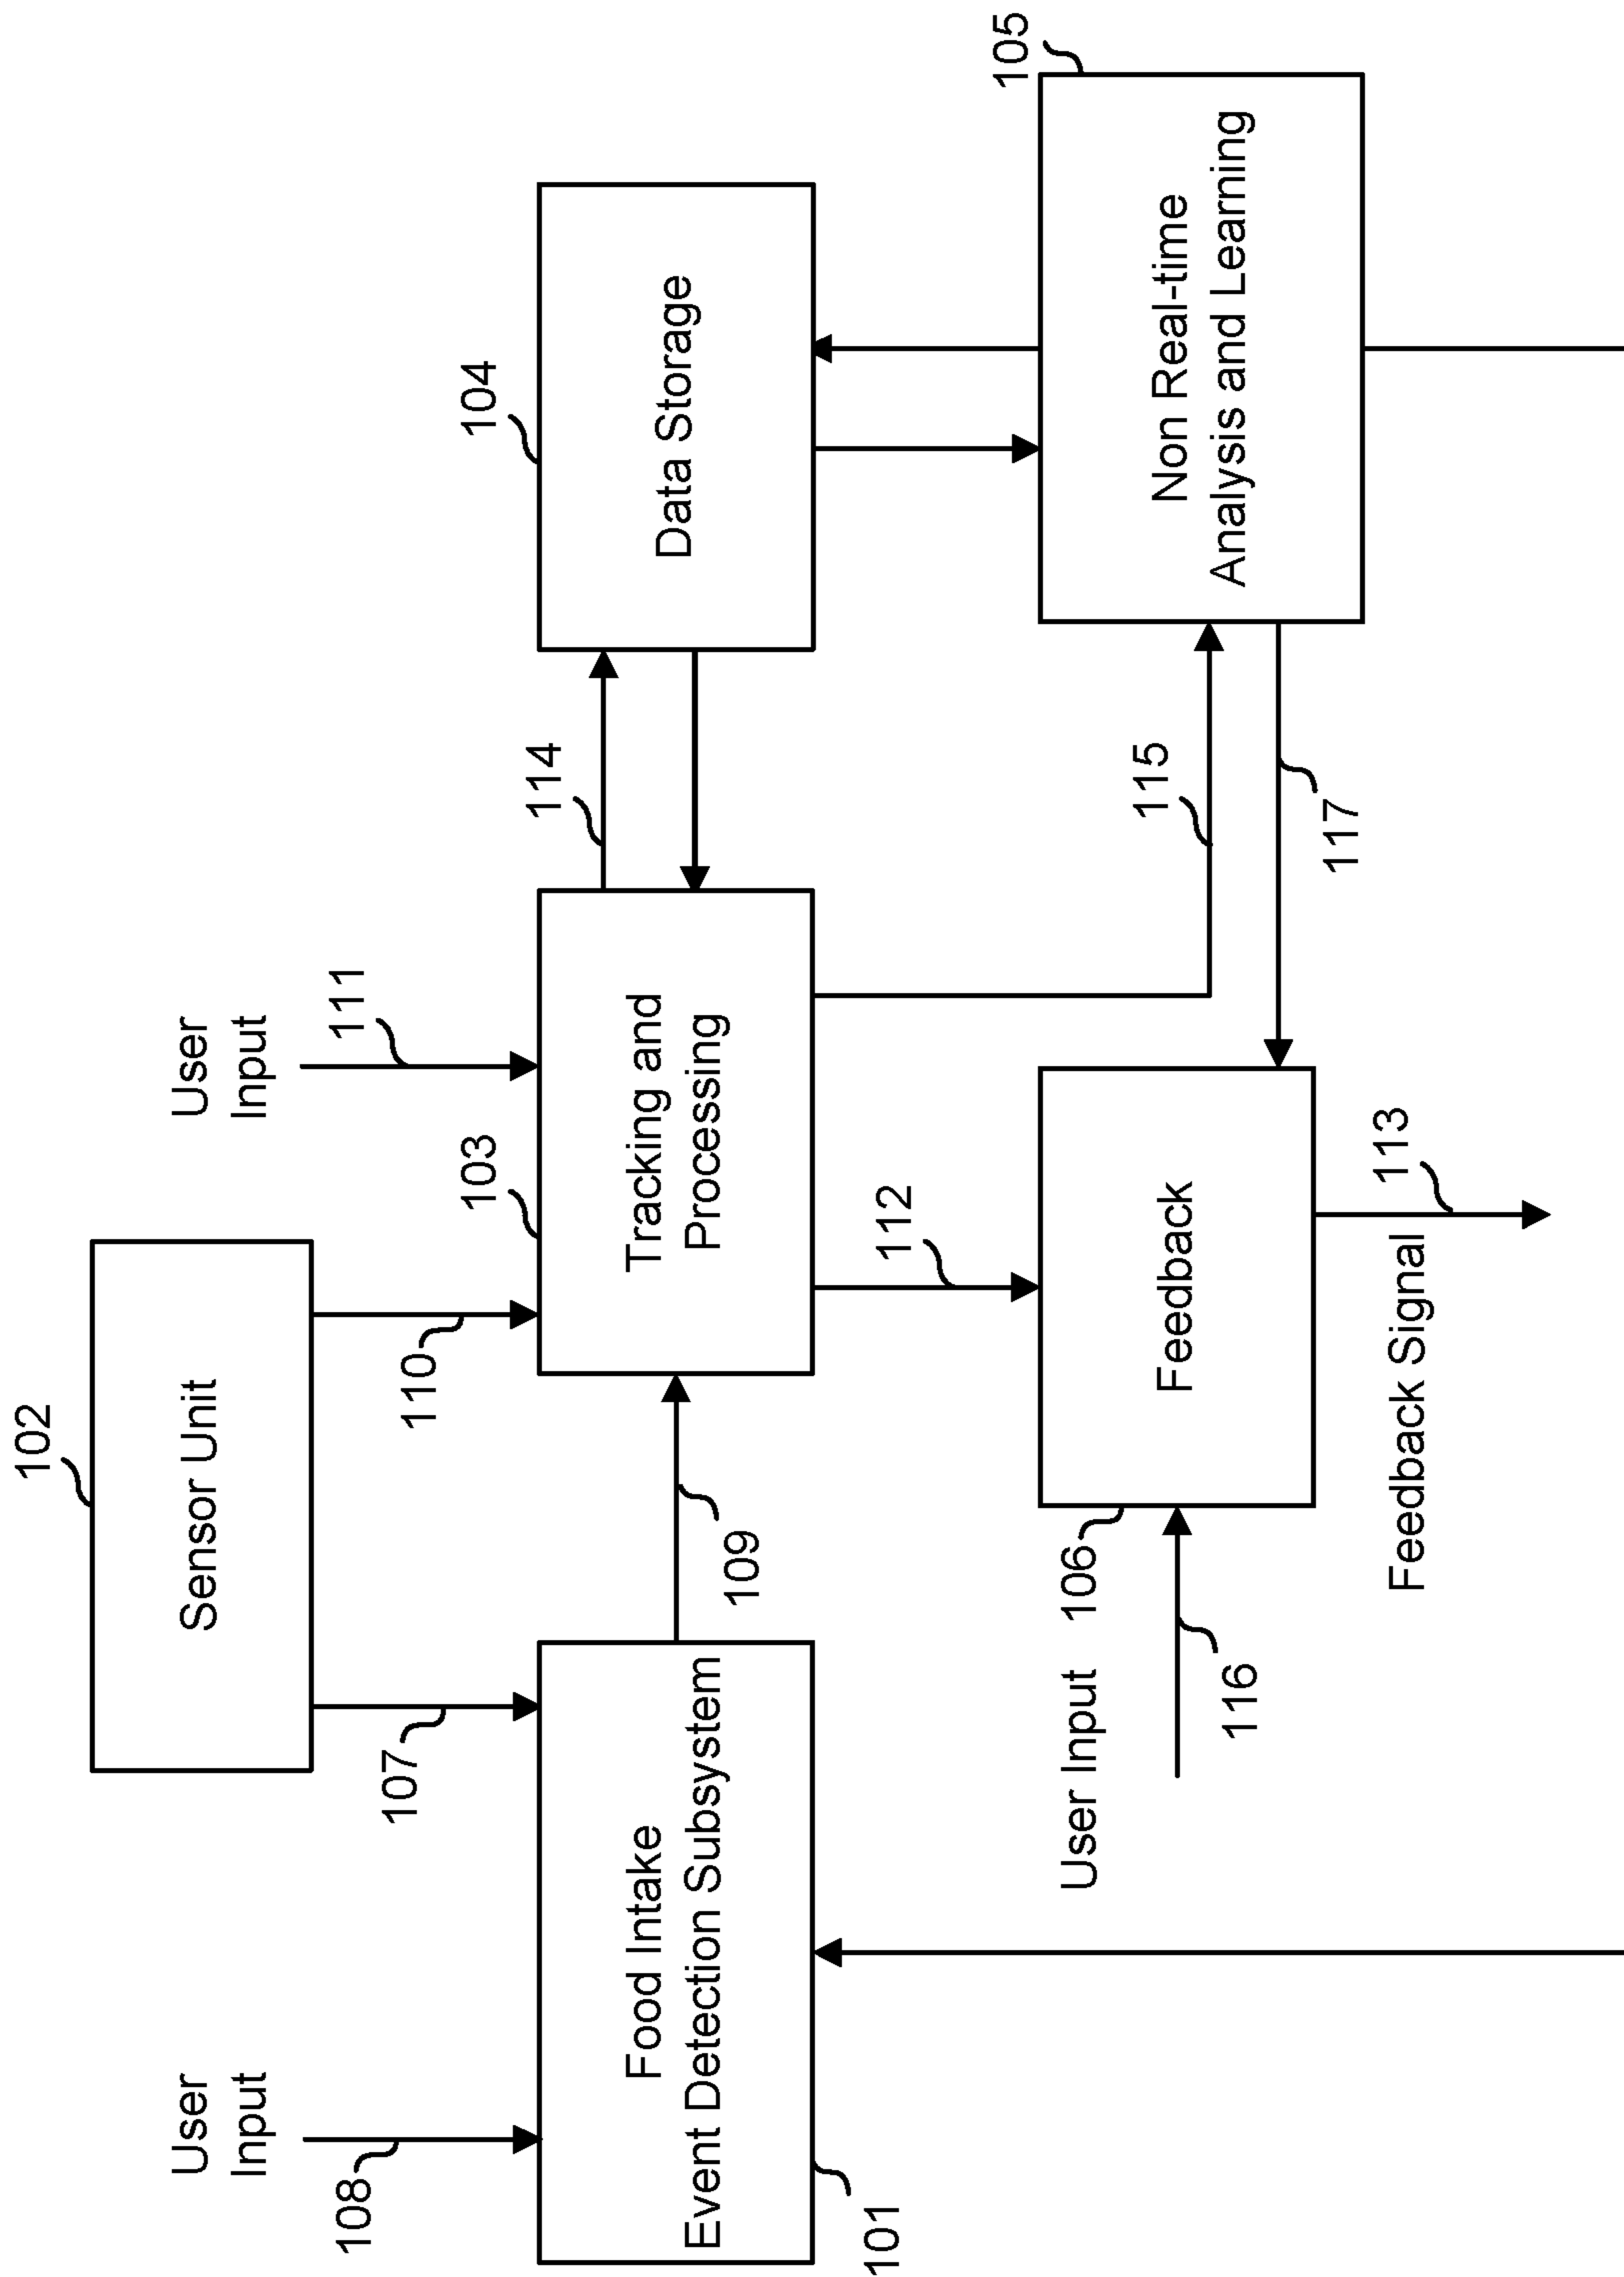 102
Sensor Unit
User
Input
108
107
110
User
Input
111
103
104
Food Intake
Event Detection Subsystem
101
109
Tracking and
Processing
114
Data Storage
112
115
105
User Input
116
106
Feedback
117
Non Real-time
Analysis and Learning
Feedback Signal
113